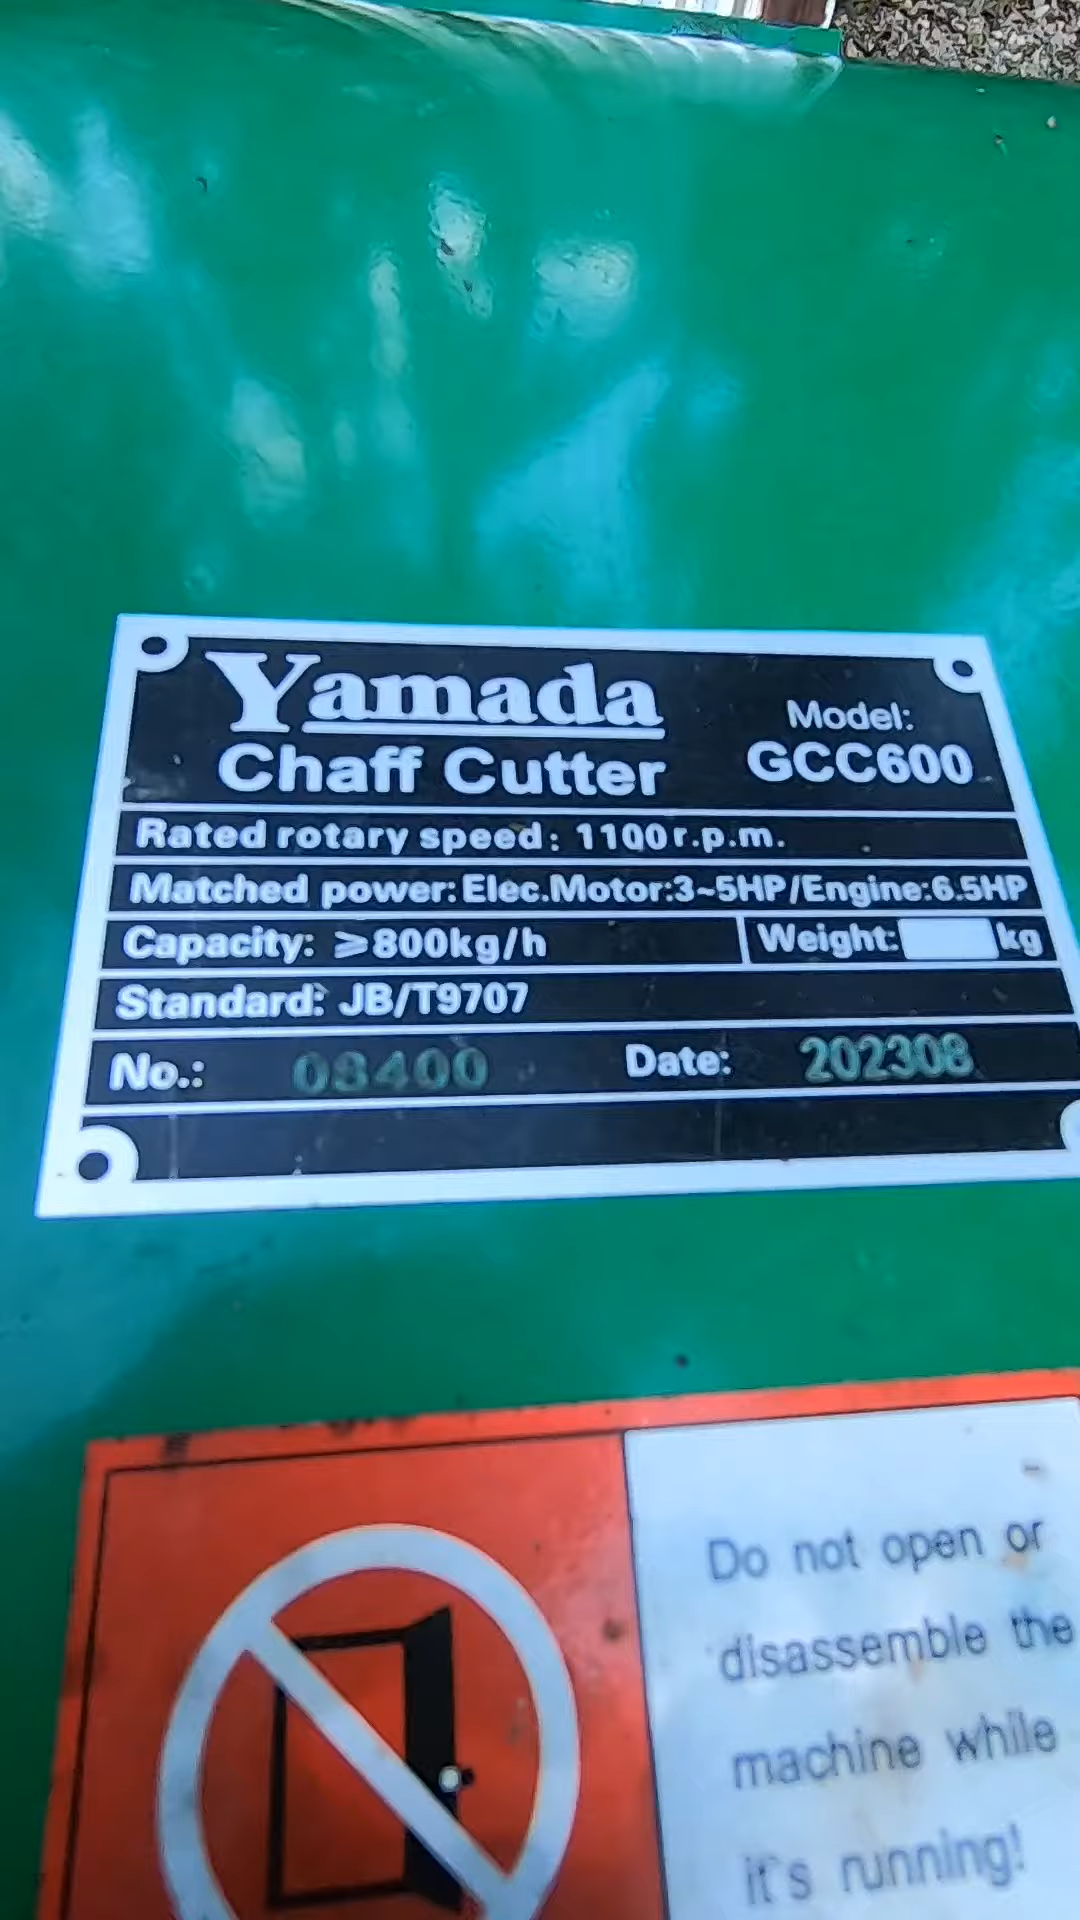 Yamada
Chaff Cutter
Model:
GCC600
Rated rotary speed: 1100r.p.m.
Matched power:Elec.Motor:3~5HP/Engine:6.5HP
Capacity: ⩾800kg/h
Weight: kg
Standard: JB/T9707
No.: 08400 Date: 202308
Do not open or
disassemble the
machine while
it's running!